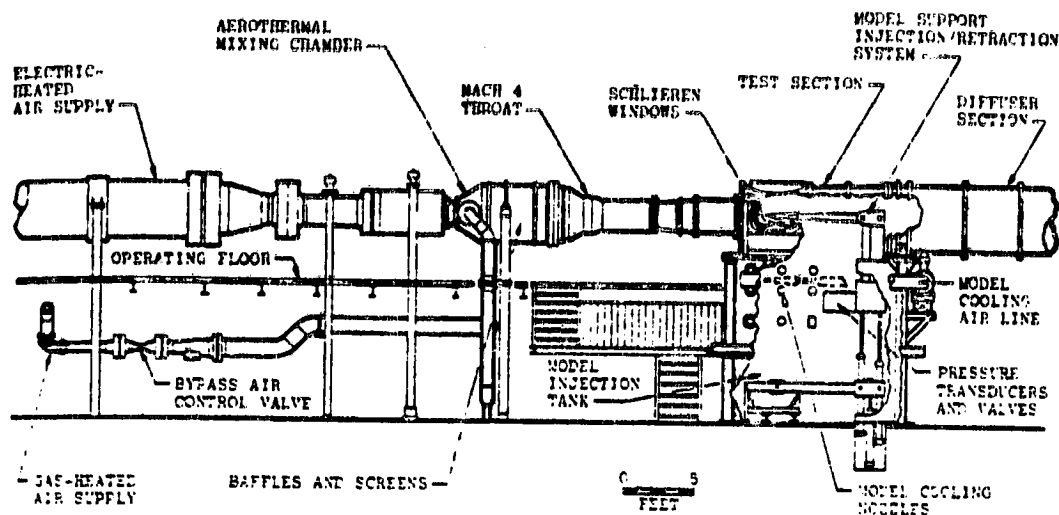 AEROTHERMAL
MIXING CHAMBER
MODEL SUPPORT
INJECTION/RETRACTION
SYSTEM
ELECTRIC-
HEATED
AIR SUPPLY
MACH 4
THROAT
SCHLIEREN
WINDOWS
TEST SECTION
DIFFUSER
SECTION
OPERATING FLOOR
MODEL
COOLING
AIR LINE
BYPASS AIR
CONTROL VALVE
MODEL
INJECTION
TANK
PRESSURE
TRANSDUCERS
AND VALVES
GAS-HEATED
AIR SUPPLY
BAFFLES AND SCREENS
0 5
FEET
MODEL COOLING
NOZZLES